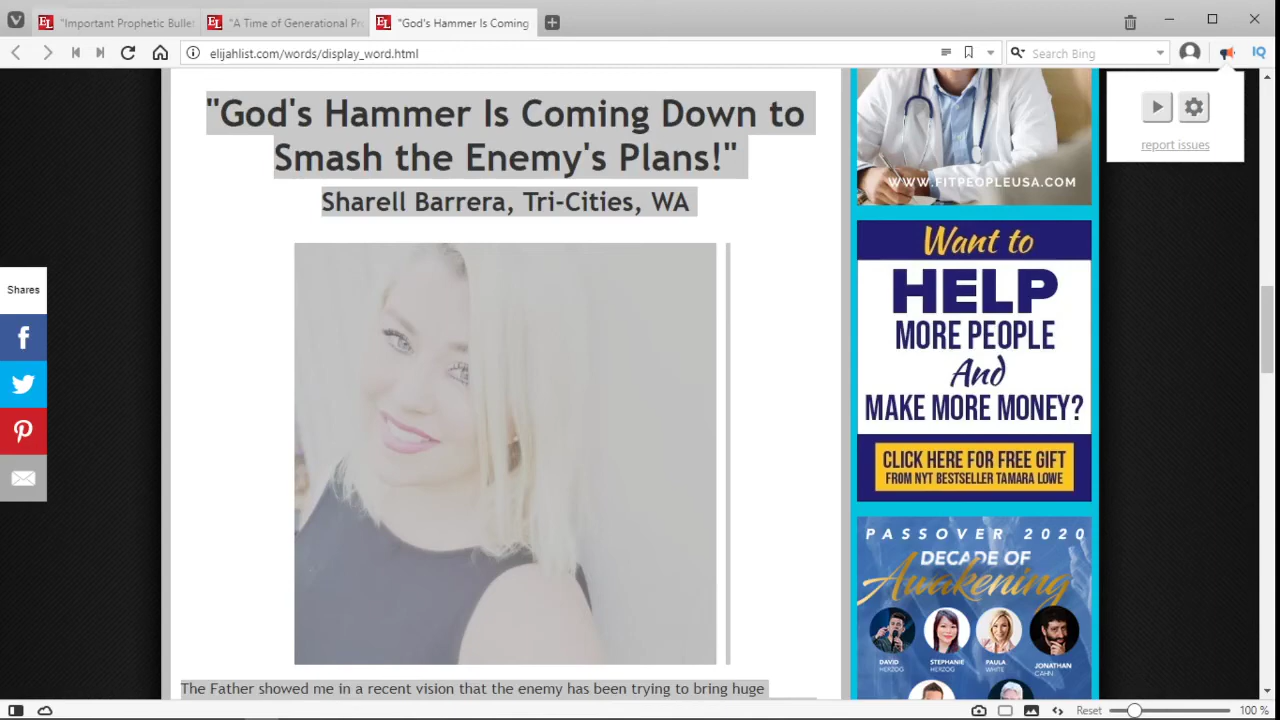 "Important Prophetic Bulle
"A Time of Generational Pro
"God's Hammer Is Coming
elijahlist.com/words/display_word.html
Search Bing
IQ
"God's Hammer Is Coming Down to
Smash the Enemy's Plans!"
Sharell Barrera, Tri-Cities, WA
Shares
The Father showed me in a recent vision that the enemy has been trying to bring huge
WWW.FITPEOPLEUSA.COM
Want to
HELP
MORE PEOPLE
And
MAKE MORE MONEY?
CLICK HERE FOR FREE GIFT
FROM NYT BESTSELLER TAMARA LOWE
PASSOVER 2020
DECADE OF
Awakening
DAVID
HERZOG
STEPHANIE
HERZOG
PAULA
WHITE
JONATHAN
CAHN
report issues
Reset
100 %